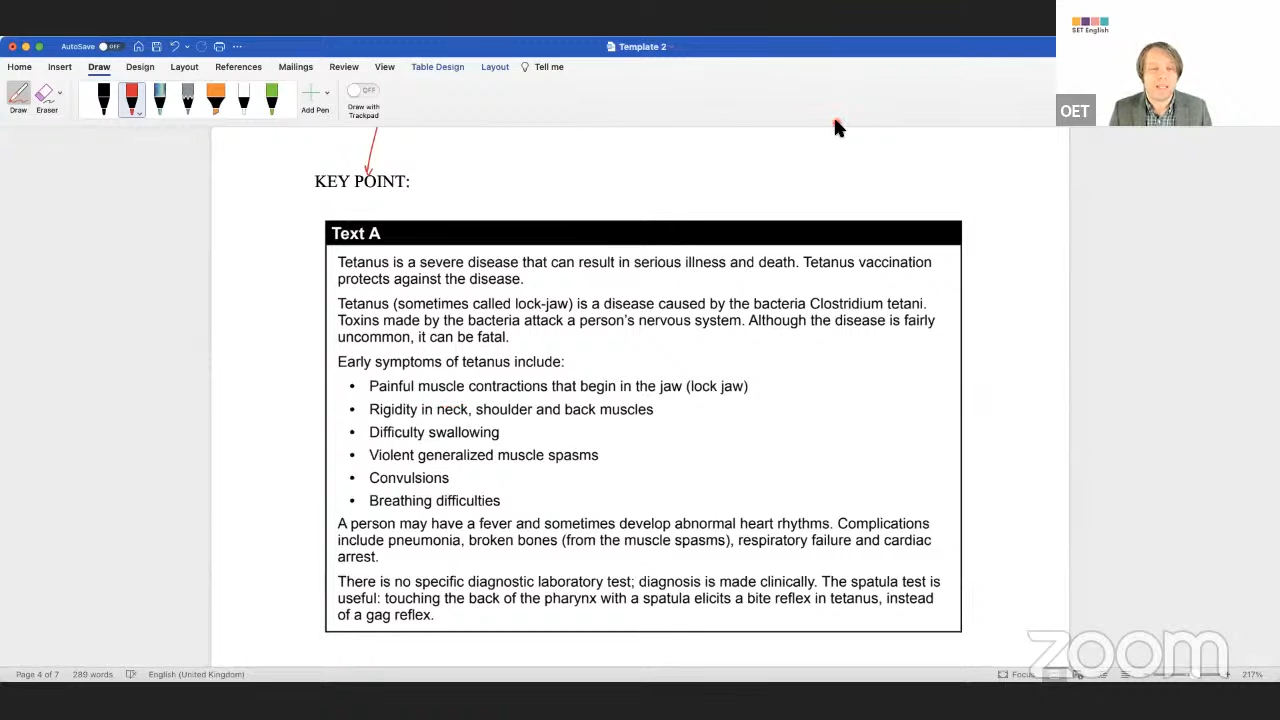 SET English
AutoSave OFF
Template 2
Home Insert Draw Design Layout References Mailings Review View Table Design Layout Tell me
OFF
Draw Eraser Add Pen Draw with
Trackpad
OET
KEY POINT:
Text A
Tetanus is a severe disease that can result in serious illness and death. Tetanus vaccination
protects against the disease.
Tetanus (sometimes called lock-jaw) is a disease caused by the bacteria Clostridium tetani.
Toxins made by the bacteria attack a person's nervous system. Although the disease is fairly
uncommon, it can be fatal.
Early symptoms of tetanus include:
• Painful muscle contractions that begin in the jaw (lock jaw)
• Rigidity in neck, shoulder and back muscles
• Difficulty swallowing
• Violent generalized muscle spasms
• Convulsions
• Breathing difficulties
A person may have a fever and sometimes develop abnormal heart rhythms. Complications
include pneumonia, broken bones (from the muscle spasms), respiratory failure and cardiac
arrest.
There is no specific diagnostic laboratory test; diagnosis is made clinically. The spatula test is
useful: touching the back of the pharynx with a spatula elicits a bite reflex in tetanus, instead
of a gag reflex.
zoom
Page 4 of 7 289 words English (United Kingdom) Focus 217%